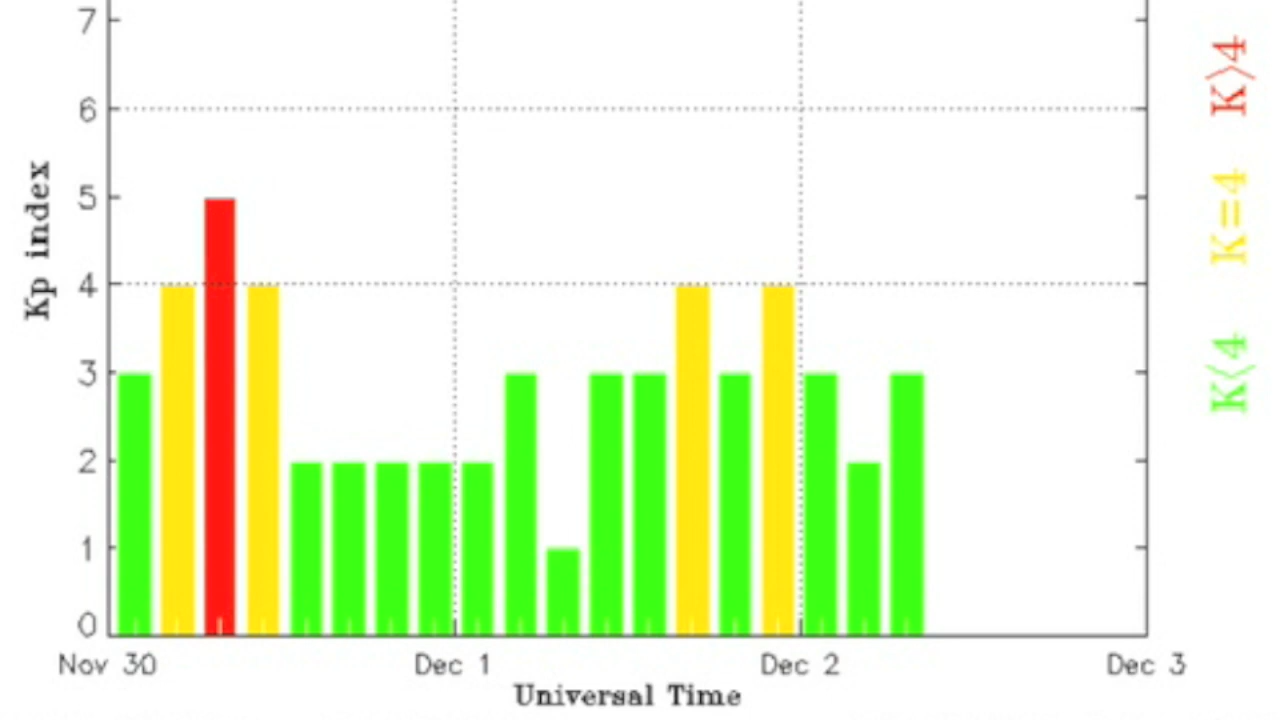 7
6
5
4
3
2
1
0
Kp index
Nov 30 Dec 1 Dec 2 Dec 3
Universal Time
K>4
K=4
K<4